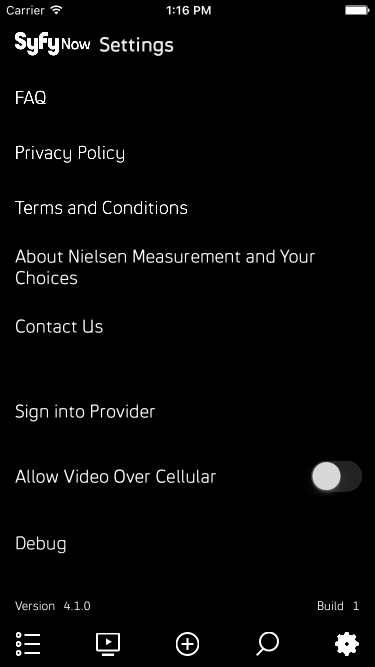 Carrier 1:16 PM
Syfy Now Settings
FAQ
Privacy Policy
Terms and Conditions
About Nielsen Measurement and Your
Choices
Contact Us
Sign into Provider
Allow Video Over Cellular
Debug
Version 4.1.0 Build 1